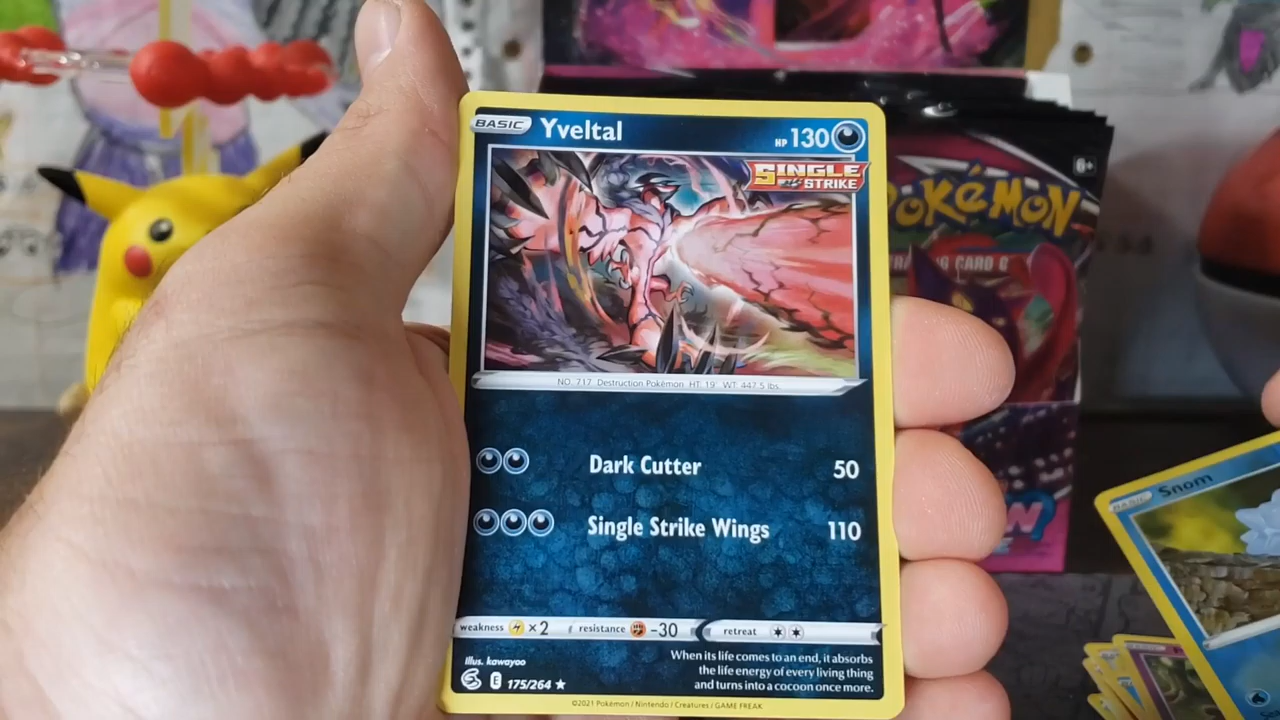 BASIC Yveltal HP 130
SINGLE
STRIKE
NO. 717 Destruction Pokémon HT: 19' WT: 447.5 lbs.
Dark Cutter 50
Single Strike Wings 110
weakness ×2 resistance -30 retreat
Illus. kawayoo
When its life comes to an end, it absorbs
the life energy of every living thing
and turns into a cocoon once more.
E 175/264
©2021 Pokémon / Nintendo / Creatures / GAME FREAK
6+
POKéMON
CARD G
BASIC Snom